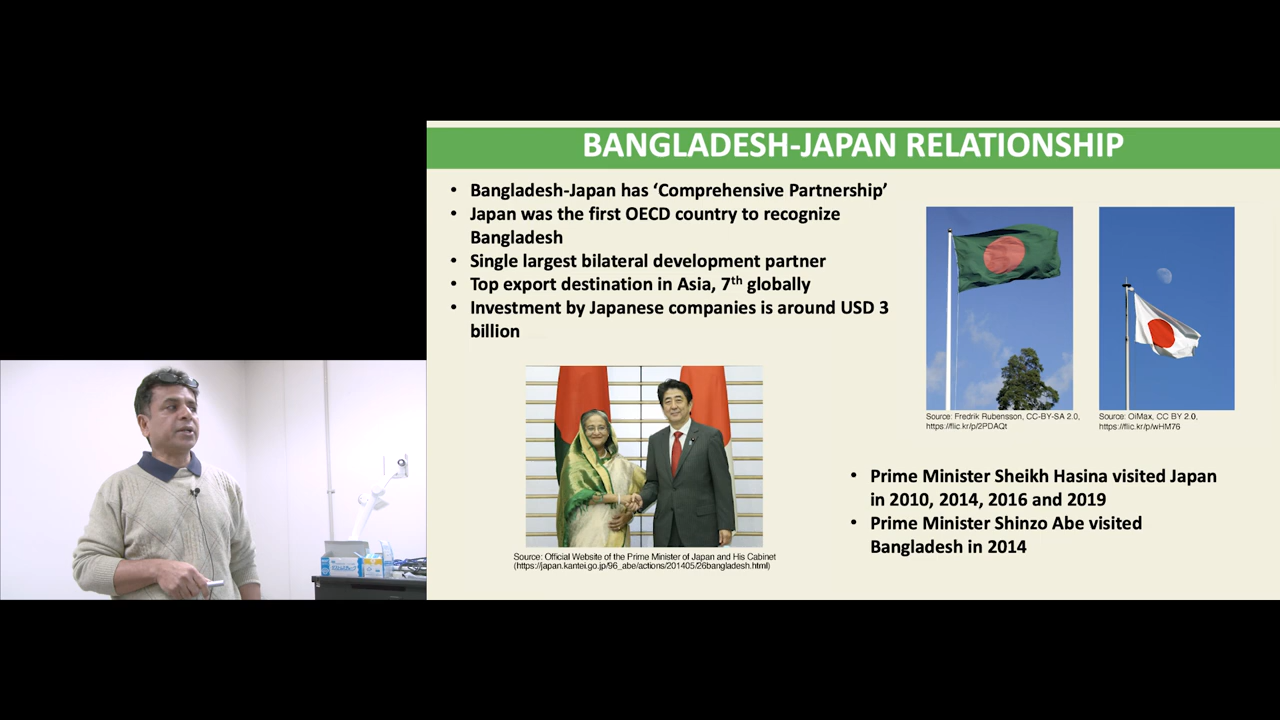 BANGLADESH-JAPAN RELATIONSHIP
• Bangladesh-Japan has ‘Comprehensive Partnership’
• Japan was the first OECD country to recognize
Bangladesh
• Single largest bilateral development partner
• Top export destination in Asia, 7th globally
• Investment by Japanese companies is around USD 3
billion
Source: Official Website of the Prime Minister of Japan and His Cabinet
(https://japan.kantei.go.jp/96_abe/actions/201405/26bangladesh.html)
Source: Fredrik Rubensson, CC-BY-SA 2.0,
https://flic.kr/p/2PDAQt
Source: OiMax, CC BY 2.0,
https://flic.kr/p/wHM76
• Prime Minister Sheikh Hasina visited Japan
in 2010, 2014, 2016 and 2019
• Prime Minister Shinzo Abe visited
Bangladesh in 2014